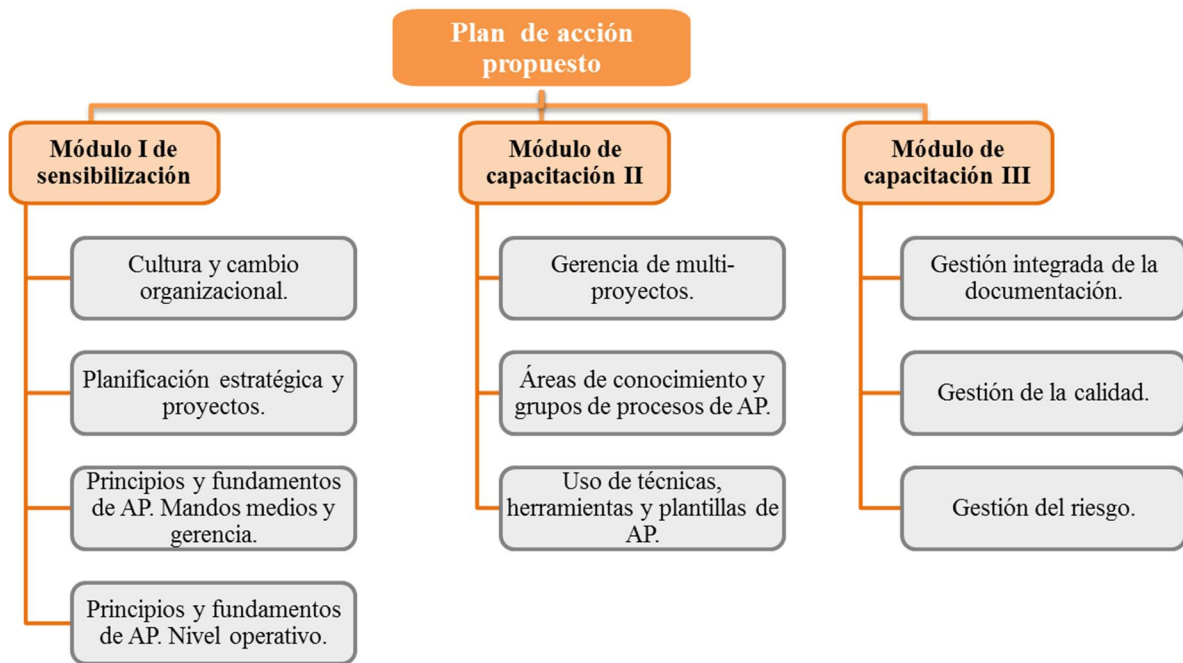 Plan de acción
propuesto
Módulo I de
sensibilización
Cultura y cambio
organizacional.
Planificación estratégica y
proyectos.
Principios y fundamentos
de AP. Mandos medios y
gerencia.
Principios y fundamentos
de AP. Nivel operativo.
Módulo de
capacitación II
Gerencia de multi-
proyectos.
Áreas de conocimiento y
grupos de procesos de AP.
Uso de técnicas,
herramientas y plantillas de
AP.
Módulo de
capacitación III
Gestión integrada de la
documentación.
Gestión de la calidad.
Gestión del riesgo.